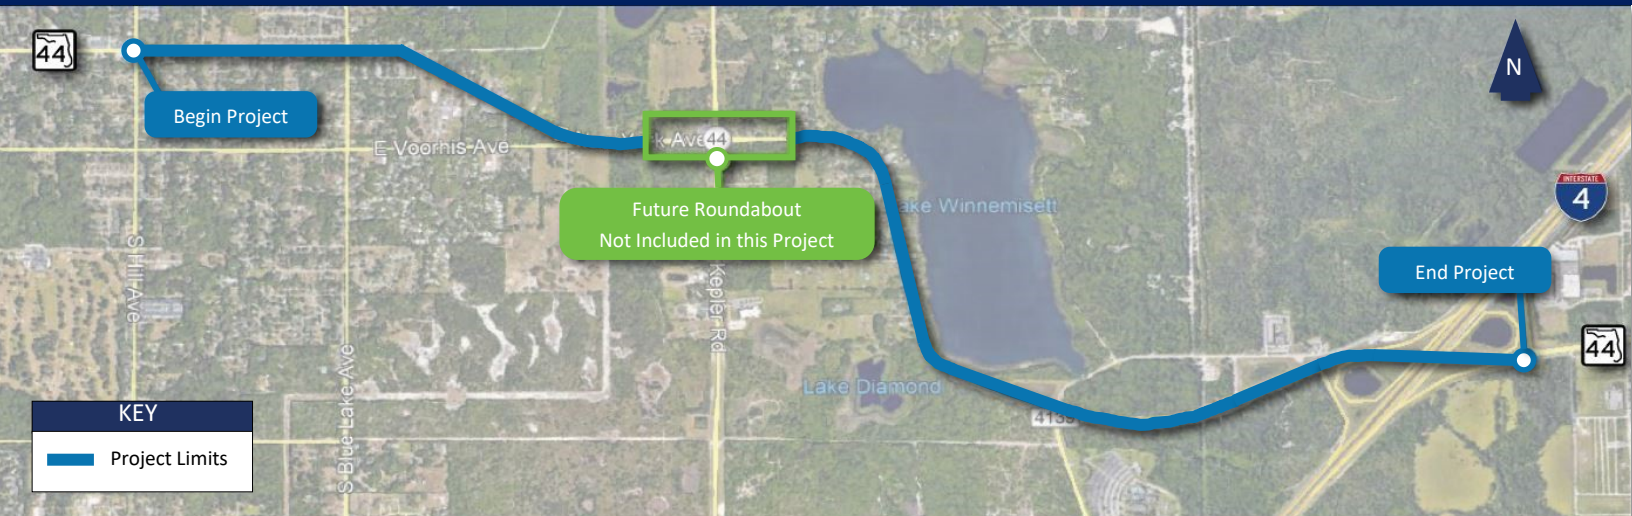 44
Begin Project
E Voorhis Ave
k Ave
44
Future Roundabout
Not Included in this Project
S Hill Ave
S Blue Lake Ave
Kepler Rd
ake Winnemisett
Lake Diamond
N
INTERSTATE
4
End Project
44
KEY
Project Limits